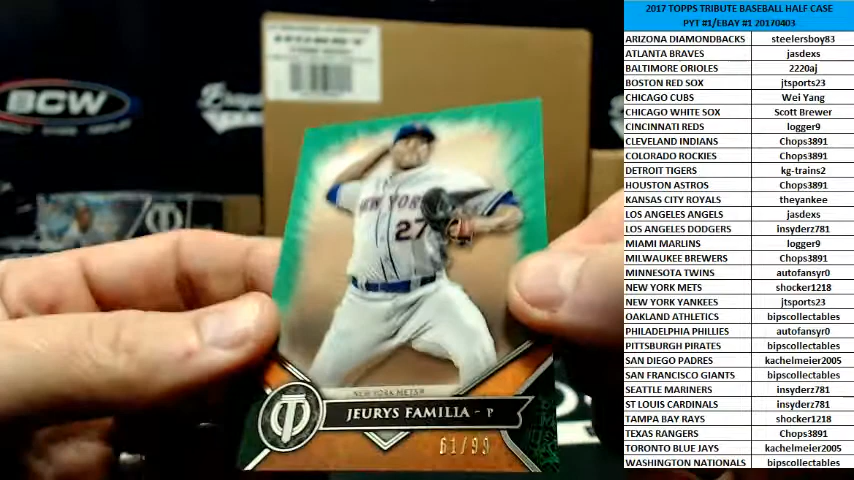 2017 TOPPS TRIBUTE BASEBALL HALF CASE
PYT #1/EBAY #1 20170403
ARIZONA DIAMONDBACKS steelersboy83
ATLANTA BRAVES jasdexs
BALTIMORE ORIOLES 2220aj
BOSTON RED SOX jtsports23
CHICAGO CUBS Wei Yang
CHICAGO WHITE SOX Scott Brewer
CINCINNATI REDS logger9
CLEVELAND INDIANS Chops3891
COLORADO ROCKIES Chops3891
DETROIT TIGERS kg-trains2
HOUSTON ASTROS Chops3891
KANSAS CITY ROYALS theyankee
LOS ANGELES ANGELS jasdexs
LOS ANGELES DODGERS insyderz781
MIAMI MARLINS logger9
MILWAUKEE BREWERS Chops3891
MINNESOTA TWINS autofansyr0
NEW YORK METS shocker1218
NEW YORK YANKEES jtsports23
OAKLAND ATHLETICS bipscollectables
PHILADELPHIA PHILLIES autofansyr0
PITTSBURGH PIRATES bipscollectables
SAN DIEGO PADRES kachelmeier2005
SAN FRANCISCO GIANTS bipscollectables
SEATTLE MARINERS insyderz781
ST LOUIS CARDINALS insyderz781
TAMPA BAY RAYS shocker1218
TEXAS RANGERS Chops3891
TORONTO BLUE JAYS kachelmeier2005
WASHINGTON NATIONALS bipscollectables
BCW
NEW YORK
27
NEW YORK METS®
JEURYS FAMILIA - P
61/99